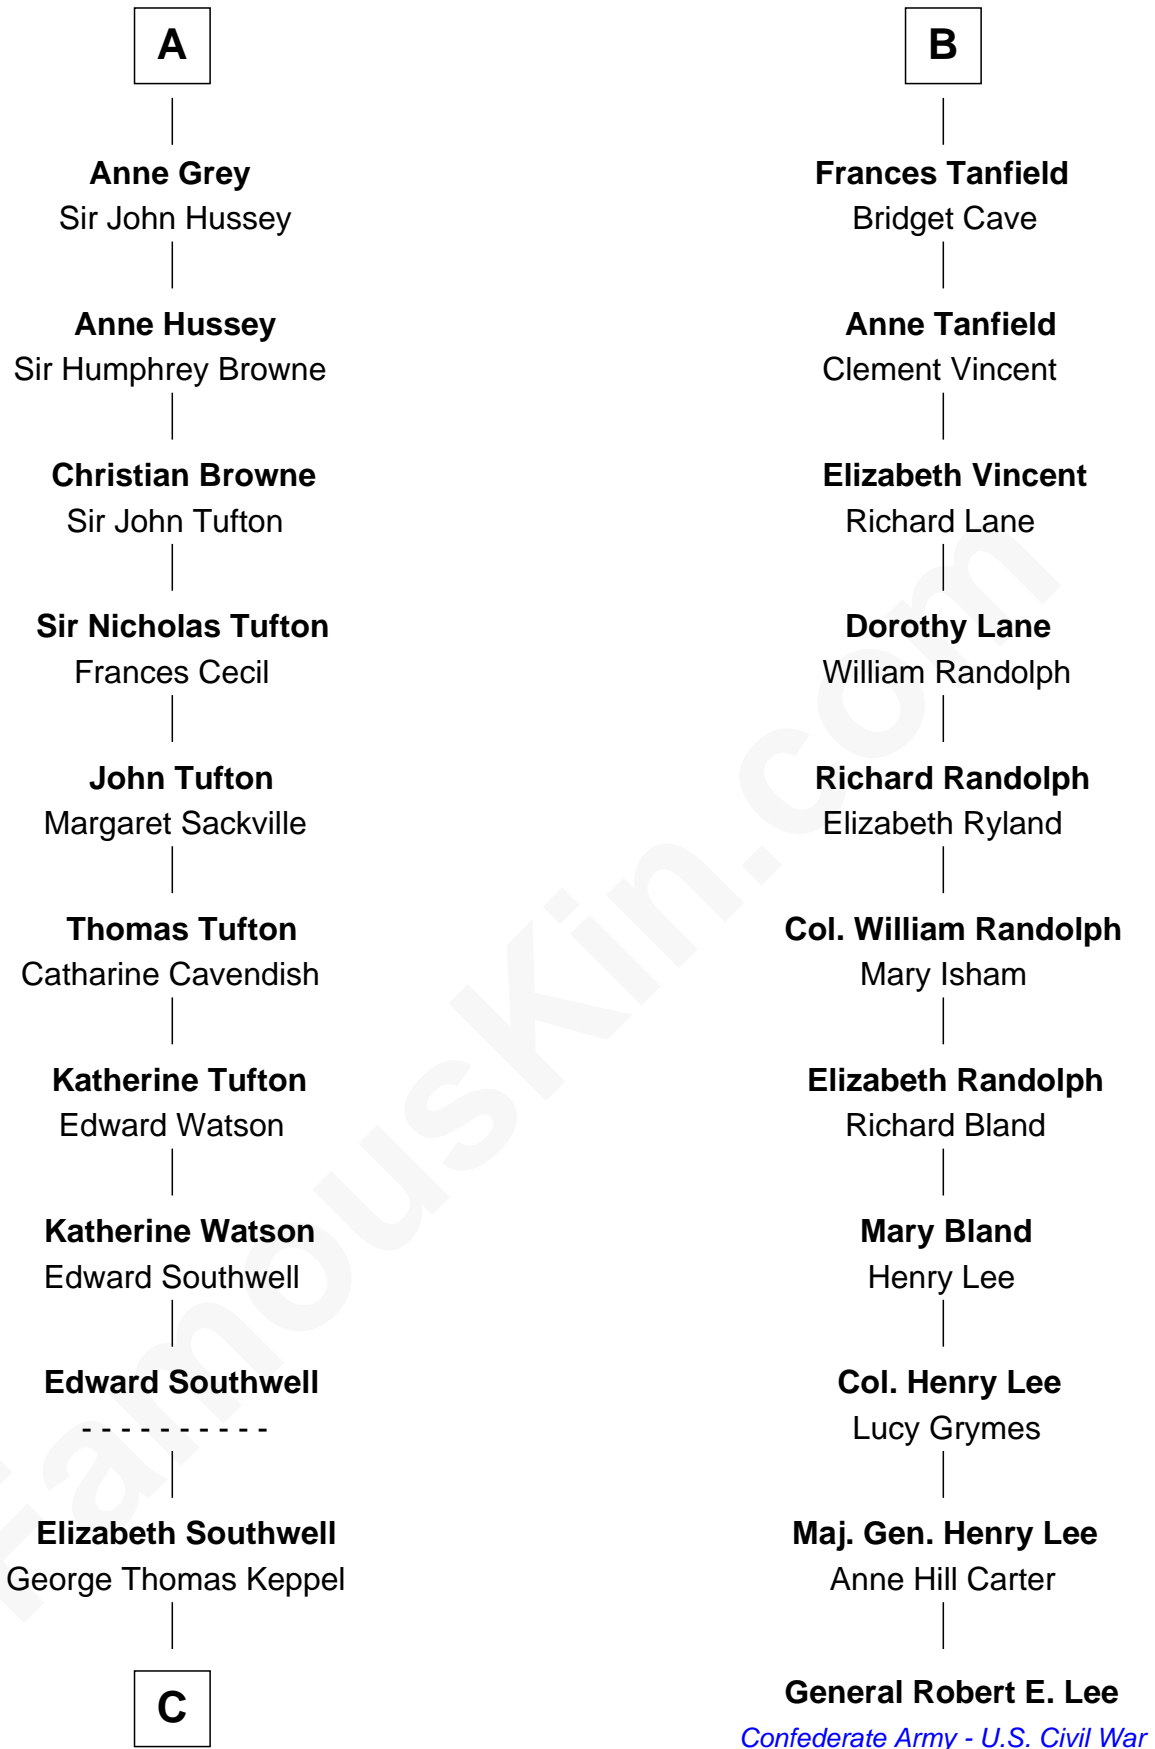 A
Anne Grey
Sir John Hussey
Anne Hussey
Sir Humphrey Browne
Christian Browne
Sir John Tufton
Sir Nicholas Tufton
Frances Cecil
John Tufton
Margaret Sackville
Thomas Tufton
Catharine Cavendish
Katherine Tufton
Edward Watson
Katherine Watson
Edward Southwell
Edward Southwell
- - - - - - - - - -
Elizabeth Southwell
George Thomas Keppel
C
B
Frances Tanfield
Bridget Cave
Anne Tanfield
Clement Vincent
Elizabeth Vincent
Richard Lane
Dorothy Lane
William Randolph
Richard Randolph
Elizabeth Ryland
Col. William Randolph
Mary Isham
Elizabeth Randolph
Richard Bland
Mary Bland
Henry Lee
Col. Henry Lee
Lucy Grymes
Maj. Gen. Henry Lee
Anne Hill Carter
General Robert E. Lee
Confederate Army - U.S. Civil War
FamousKin.com